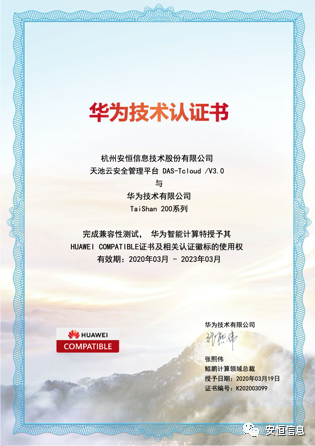 华为技术认证书
杭州安恒信息技术股份有限公司
天池云安全管理平台 DAS-Tcloud /V3.0
与
华为技术有限公司
TaiShan 200系列
完成兼容性测试, 华为智能计算特授予其
HUAWEI COMPATIBLE证书及相关认证徽标的使用权
有效期: 2020年03月 - 2023年03月
HUAWEI
COMPATIBLE
华为技术有限公司
张熙伟
鲲鹏计算领域总裁
授予日期: 2020年03月19日
证书编号: K202003099
安恒信息